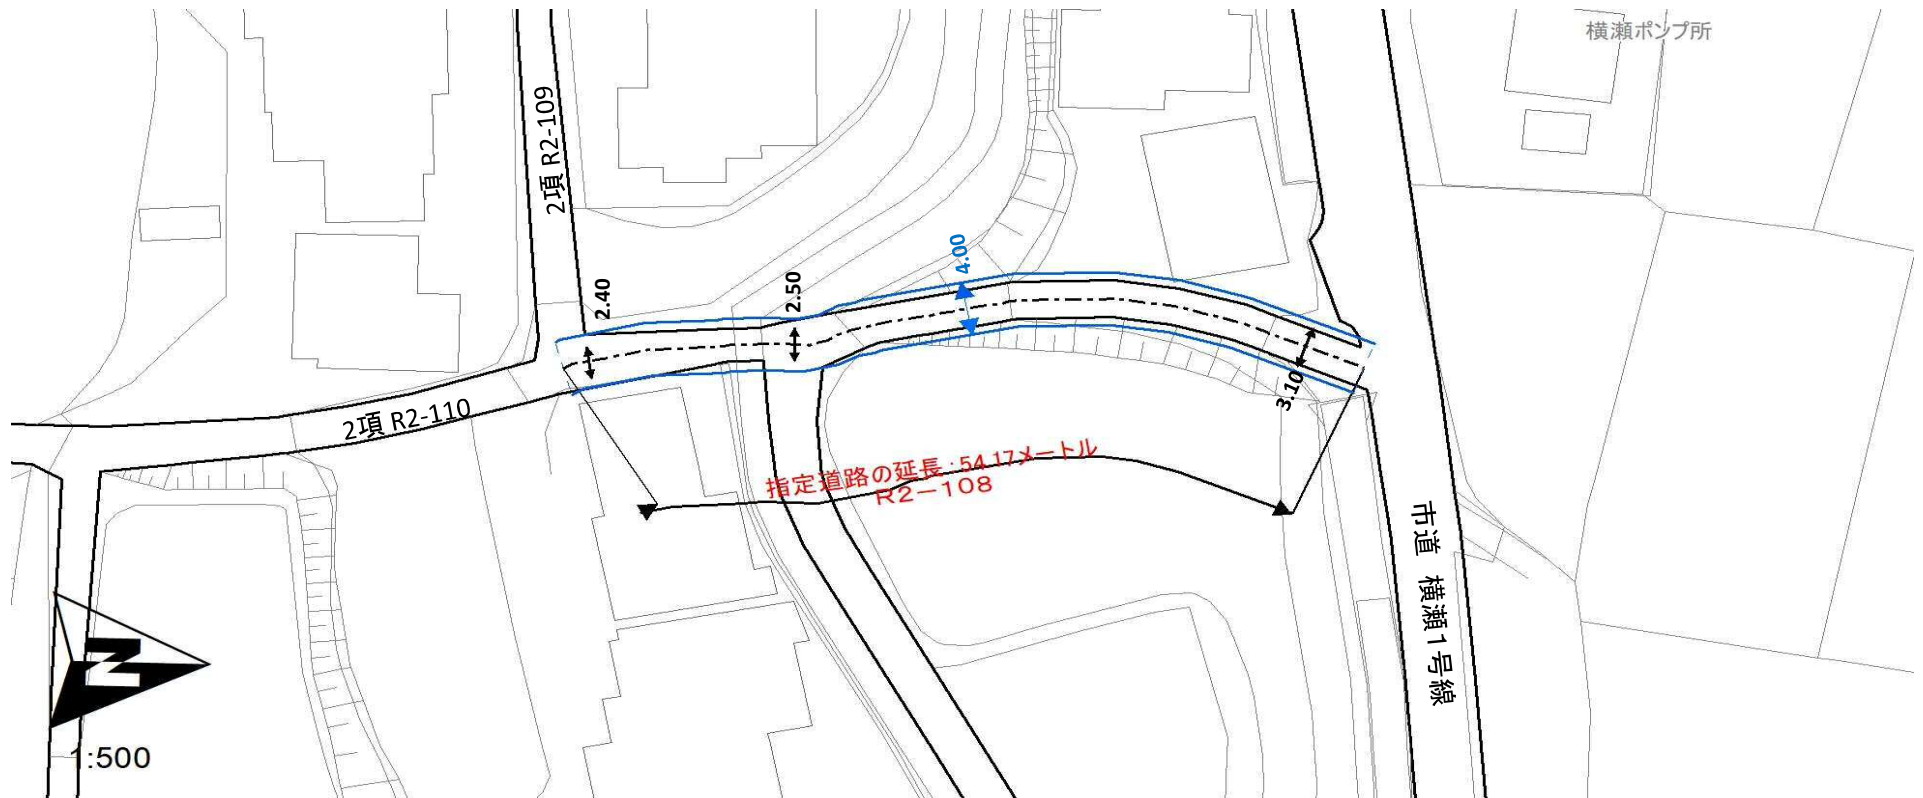 横瀬ポンプ所
2項 R2-109
4.00
2.40
2.50
3.10
2項 R2-110
指定道路の延長：54.17メートル
R2－108
市道 横瀬1号線
N
1:500